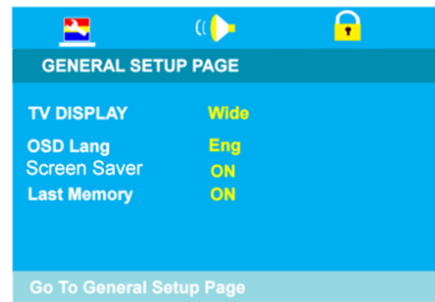 GENERAL SETUP PAGE
TV DISPLAY Wide
OSD Lang Eng
Screen Saver ON
Last Memory ON
Go To General Setup Page